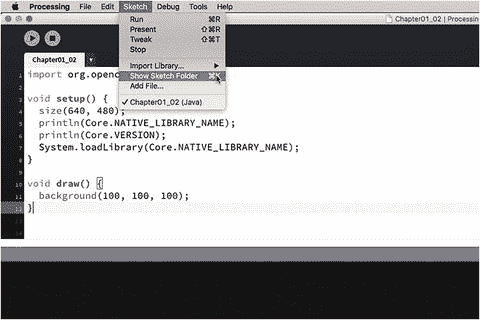 Processing File Edit Sketch Debug Tools Help
Chapter01_02 | Processing
Run ⌘R
Present ⇧⌘R
Tweak ⇧⌘T
Stop
Import Library...
Show Sketch Folder
Add File...
✓ Chapter01_02 (Java)
Chapter01_02
1 import org.openc
2
3 void setup() {
4 size(640, 480);
5 println(Core.NATIVE_LIBRARY_NAME);
6 println(Core.VERSION);
7 System.loadLibrary(Core.NATIVE_LIBRARY_NAME);
8 }
9
10 void draw() {
11 background(100, 100, 100);
12 }